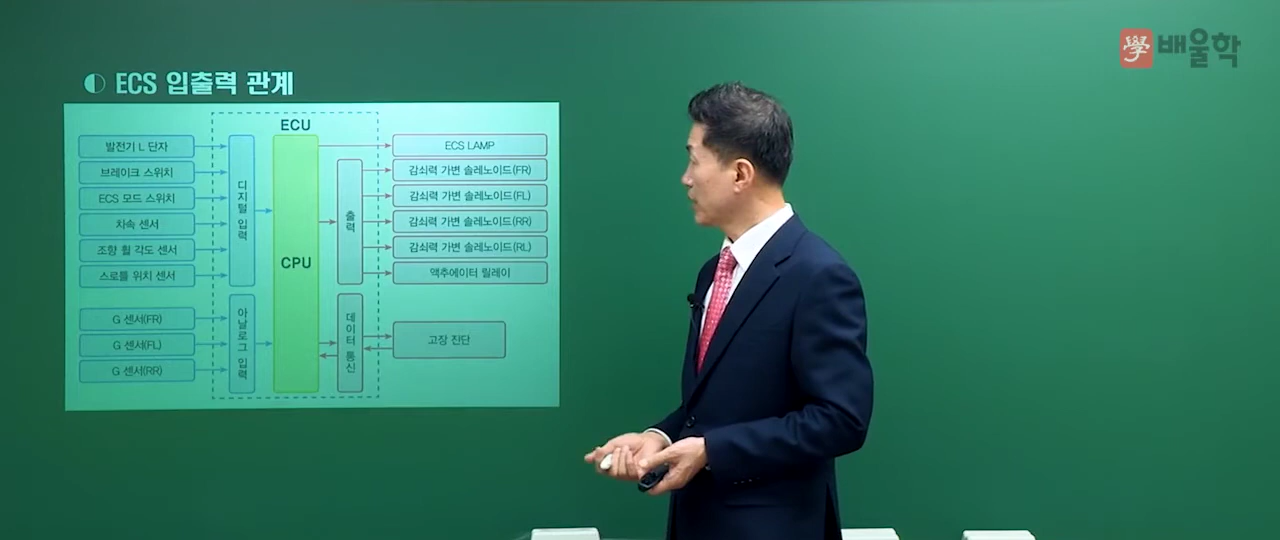 學 배울학
ECS 입출력 관계
ECU
발전기 L 단자
브레이크 스위치
ECS 모드 스위치
차속 센서
조향 휠 각도 센서
스로틀 위치 센서
G 센서(FR)
G 센서(FL)
G 센서(RR)
디지털 입력
아날로그 입력
CPU
출력
데이터 통신
ECS LAMP
감쇠력 가변 솔레노이드(FR)
감쇠력 가변 솔레노이드(FL)
감쇠력 가변 솔레노이드(RR)
감쇠력 가변 솔레노이드(RL)
액추에이터 릴레이
고장 진단